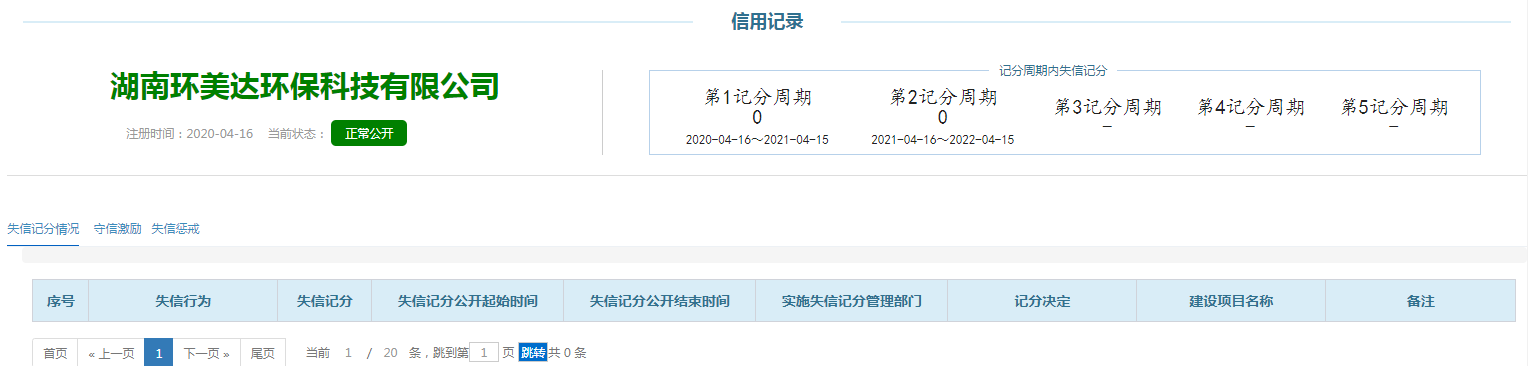 信用记录
湖南环美达环保科技有限公司
注册时间：2020-04-16 当前状态： 正常公开
记分周期内失信记分
第1记分周期 第2记分周期 第3记分周期 第4记分周期 第5记分周期
0 0 － － －
2020-04-16～2021-04-15 2021-04-16～2022-04-15
失信记分情况 守信激励 失信惩戒
序号 失信行为 失信记分 失信记分公开起始时间 失信记分公开结束时间 实施失信记分管理部门 记分决定 建设项目名称 备注
首页 « 上一页 1 下一页 » 尾页 当前 1 / 20 条，跳到第 1 页 跳转 共 0 条